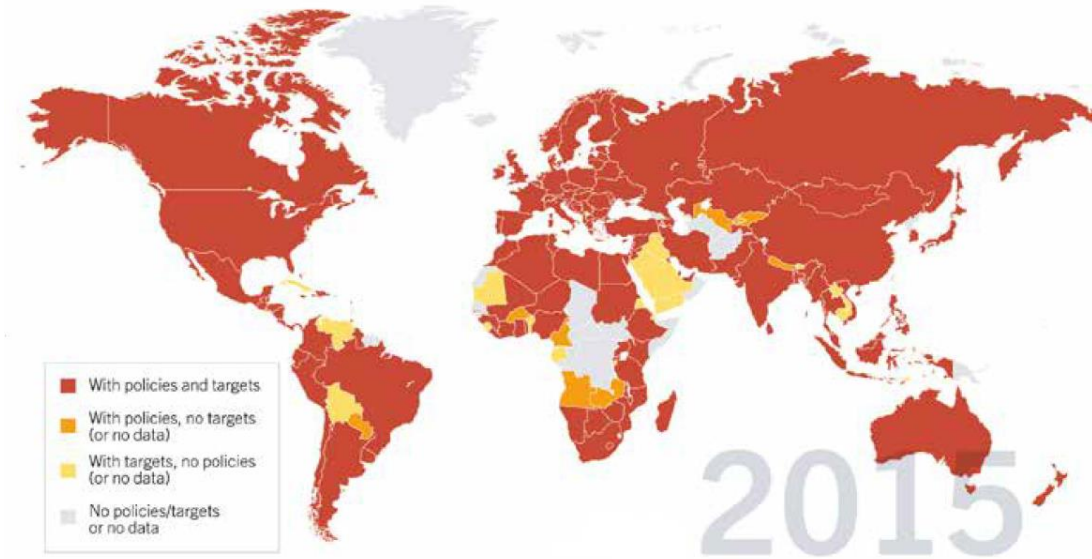 With policies and targets
With policies, no targets
(or no data)
With targets, no policies
(or no data)
No policies/targets
or no data
2015